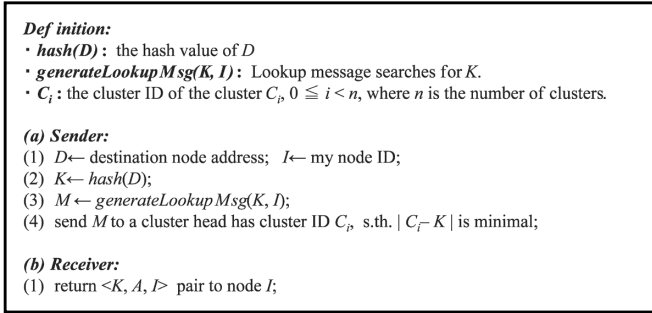 Def inition:
· hash(D) : the hash value of D
· generateLookup Msg(K, I) : Lookup message searches for K.
· Ci : the cluster ID of the cluster Ci, 0 ≦ i < n, where n is the number of clusters.
(a) Sender:
(1) D← destination node address; I← my node ID;
(2) K← hash(D);
(3) M ← generateLookup Msg(K, I);
(4) send M to a cluster head has cluster ID Ci, s.th. | Ci– K | is minimal;
(b) Receiver:
(1) return <K, A, I> pair to node I;